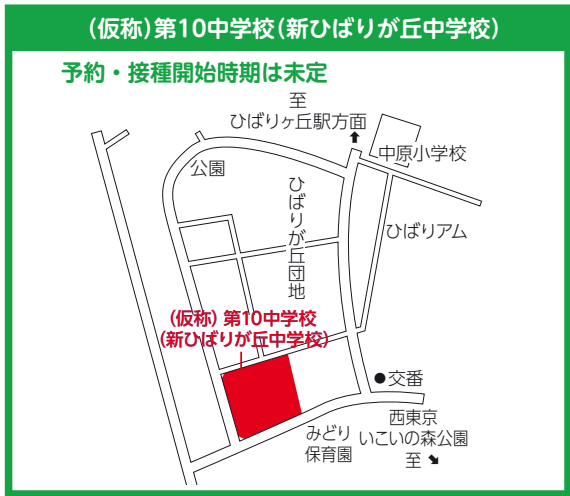 (仮称)第10中学校(新ひばりが丘中学校)
予約・接種開始時期は未定
至
ひばりヶ丘駅方面
中原小学校
公園
ひばりが丘団地
ひばりアム
(仮称) 第10中学校
(新ひばりが丘中学校)
交番
西東京
いこいの森公園
至
みどり
保育園